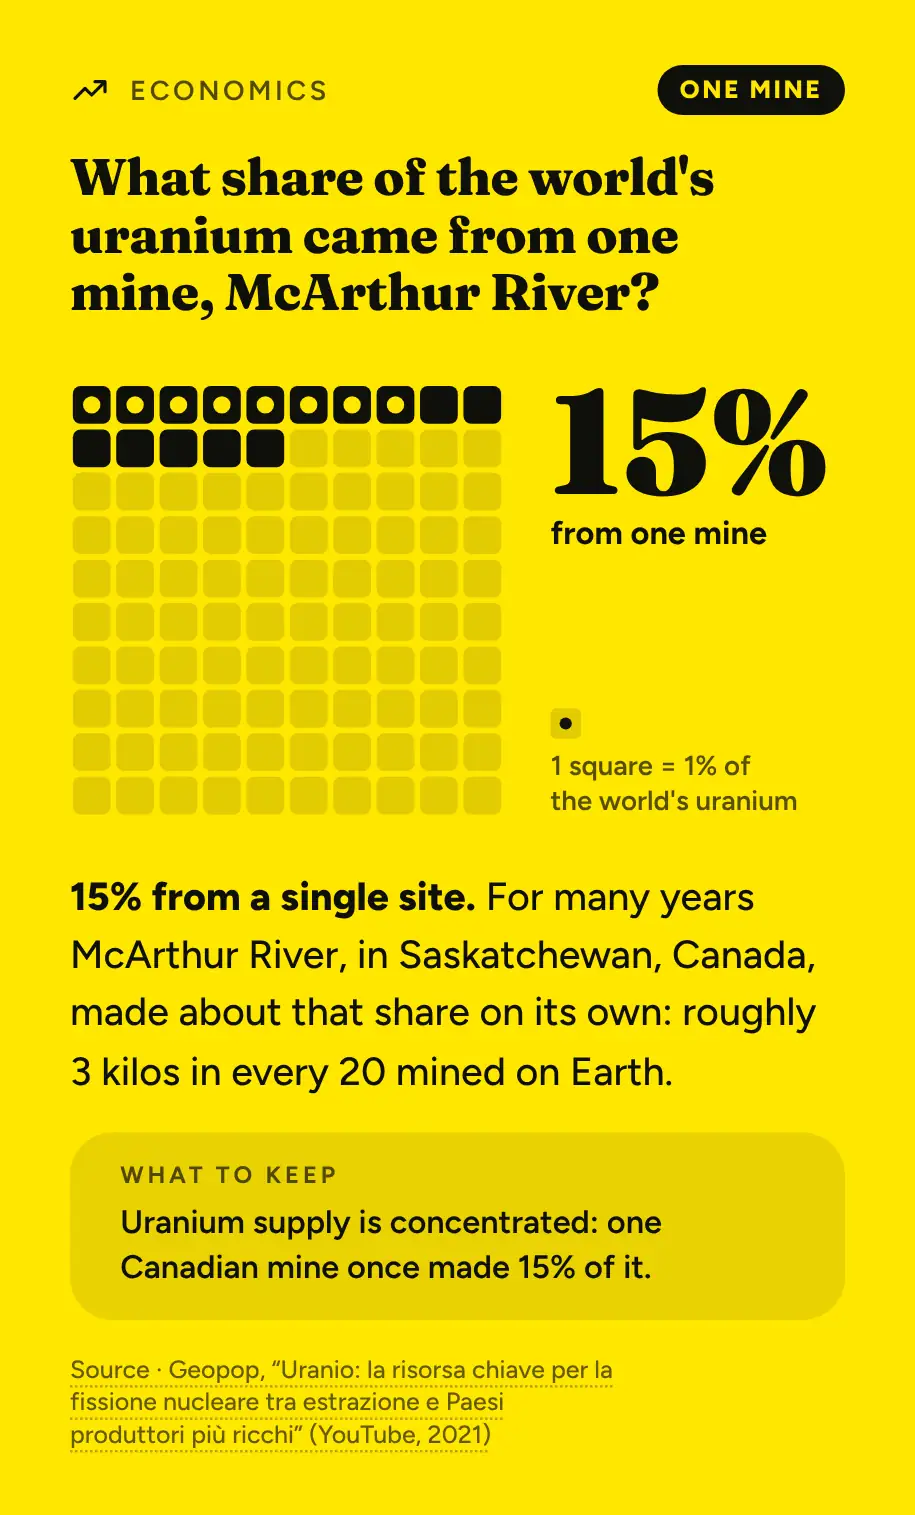 ECONOMICS
ONE MINE
What share of the world's
uranium came from one
mine, McArthur River?
15%
from one mine
1 square = 1% of
the world's uranium
15% from a single site. For many years
McArthur River, in Saskatchewan, Canada,
made about that share on its own: roughly
3 kilos in every 20 mined on Earth.
WHAT TO KEEP
Uranium supply is concentrated: one
Canadian mine once made 15% of it.
Source · Geopop, “Uranio: la risorsa chiave per la
fissione nucleare tra estrazione e Paesi
produttori più ricchi” (YouTube, 2021)